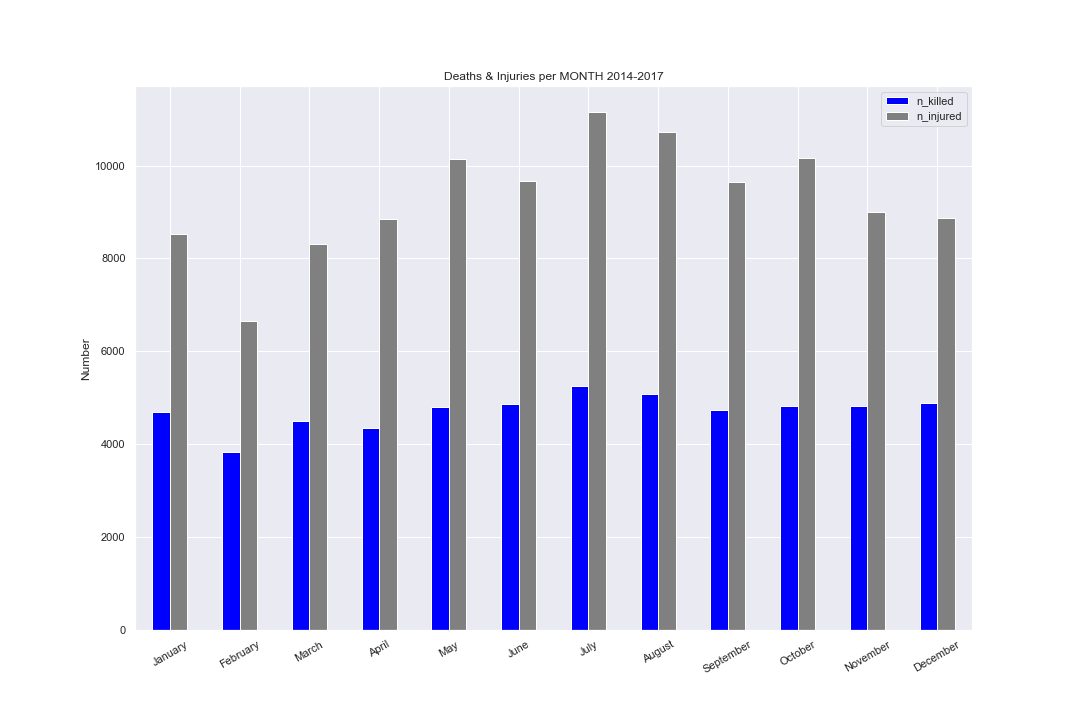 Deaths & Injuries per MONTH 2014-2017
n_killed
n_injured
10000
8000
6000
4000
2000
0
Number
January
February
March
April
May
June
July
August
September
October
November
December